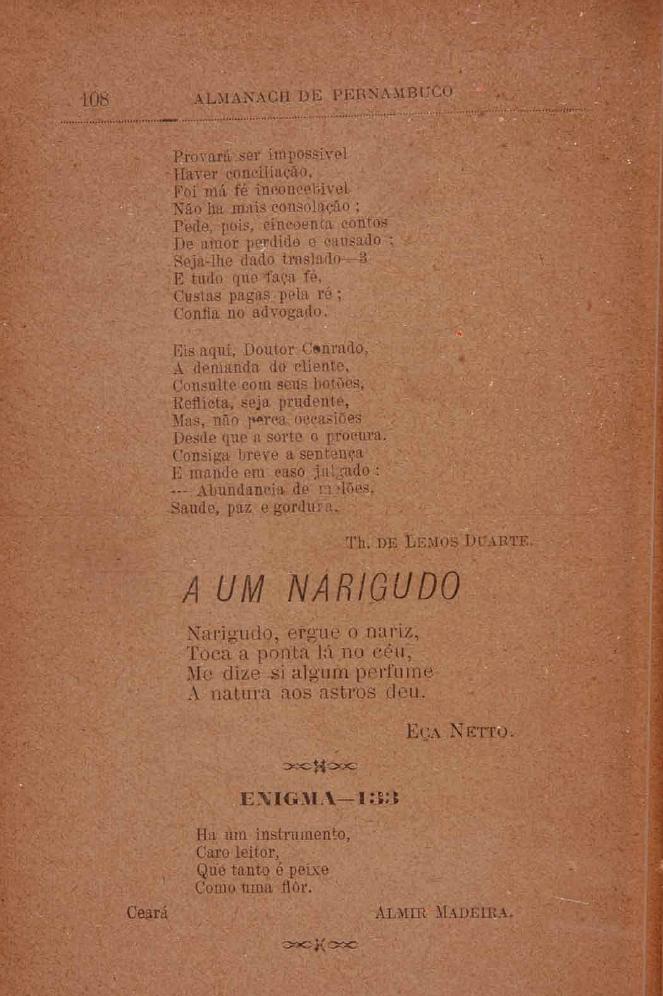 108 ALMANACH DE PERNAMBUCO
Provará ser impossivel
Haver conciliação,
Foi má fé inconcebivel
Não ha mais consolação ;
Pede, pois, cincoenta contos
De amor perdido e causado ;
Seja-lhe dado traslado—3
E tudo que faça fé,
Custas pagas pela ré ;
Confia no advogado.
Eis aqui, Doutor Conrado,
A demanda do cliente,
Consulte com seus botões,
Reflicta, seja prudente,
Mas, não perca occasiões
Desde que a sorte o procura.
Consiga breve a sentença
E mande em caso julgado :
--- Abundancia de melões,
Saude, paz e gordura.
Th. DE LEMOS DUARTE.
A UM NARIGUDO
Narigudo, ergue o nariz,
Toca a ponta lá no céu,
Me dize si algum perfume
A natura aos astros deu.
EÇA NETTO.
ENIGMA—133
Ha um instrumento,
Caro leitor,
Que tanto é peixe
Como uma flôr.
Ceará ALMIR MADEIRA.